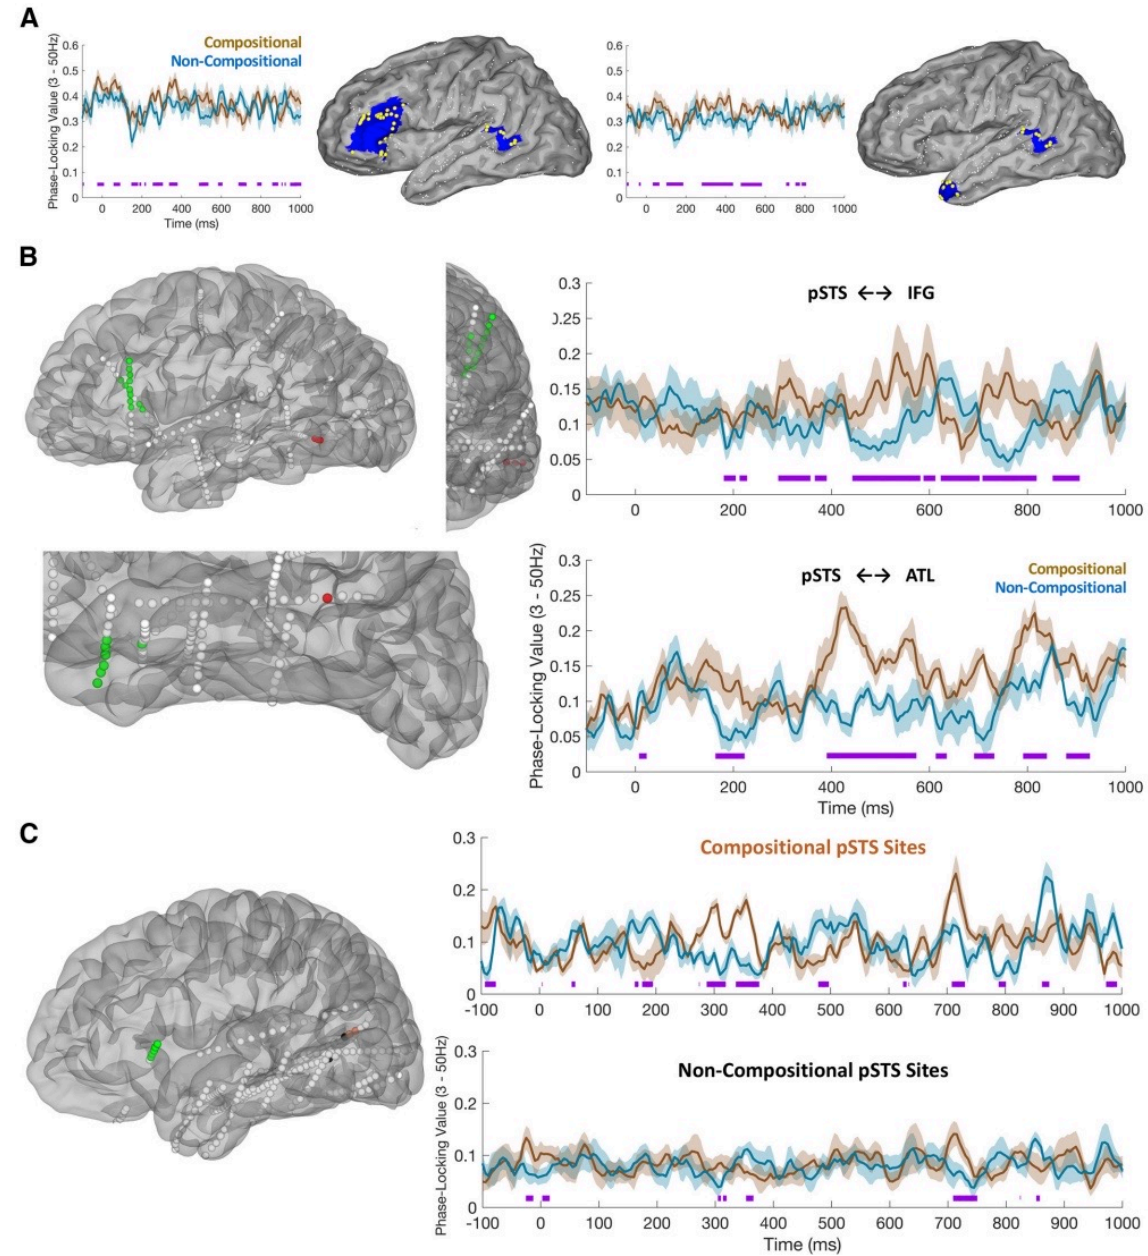 A
Compositional
Non-Compositional
Phase-Locking Value (3 - 50Hz)
0.6
0.5
0.4
0.3
0.2
0.1
0
0 200 400 600 800 1000
Time (ms)
0.6
0.5
0.4
0.3
0.2
0.1
0
0 200 400 600 800 1000
B
pSTS ←→ IFG
0.3
0.25
0.2
0.15
0.1
0.05
0
0 200 400 600 800 1000
pSTS ←→ ATL
Compositional
Non-Compositional
Phase-Locking Value (3 - 50Hz)
0.3
0.25
0.2
0.15
0.1
0.05
0
0 200 400 600 800 1000
Time (ms)
C
Compositional pSTS Sites
0.3
0.2
0.1
0
-100 0 100 200 300 400 500 600 700 800 900 1000
Non-Compositional pSTS Sites
Phase-Locking Value (3 - 50Hz)
0.3
0.2
0.1
0
-100 0 100 200 300 400 500 600 700 800 900 1000
Time (ms)